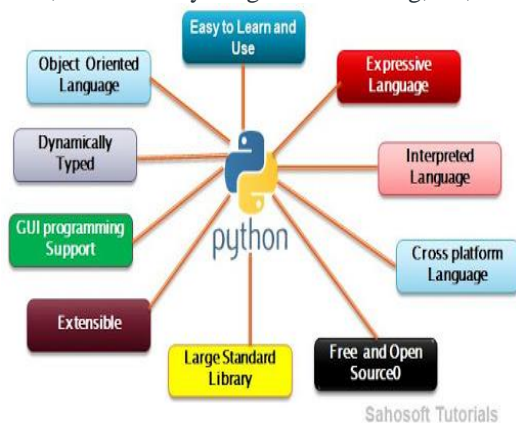 Easy to Learn and
Use
Object Oriented
Language
Expressive
Language
Dynamically
Typed
Interpreted
Language
GUI programming
Support
python
Cross platform
Language
Extensible
Large Standard
Library
Free and Open
Source0
Sahosoft Tutorials